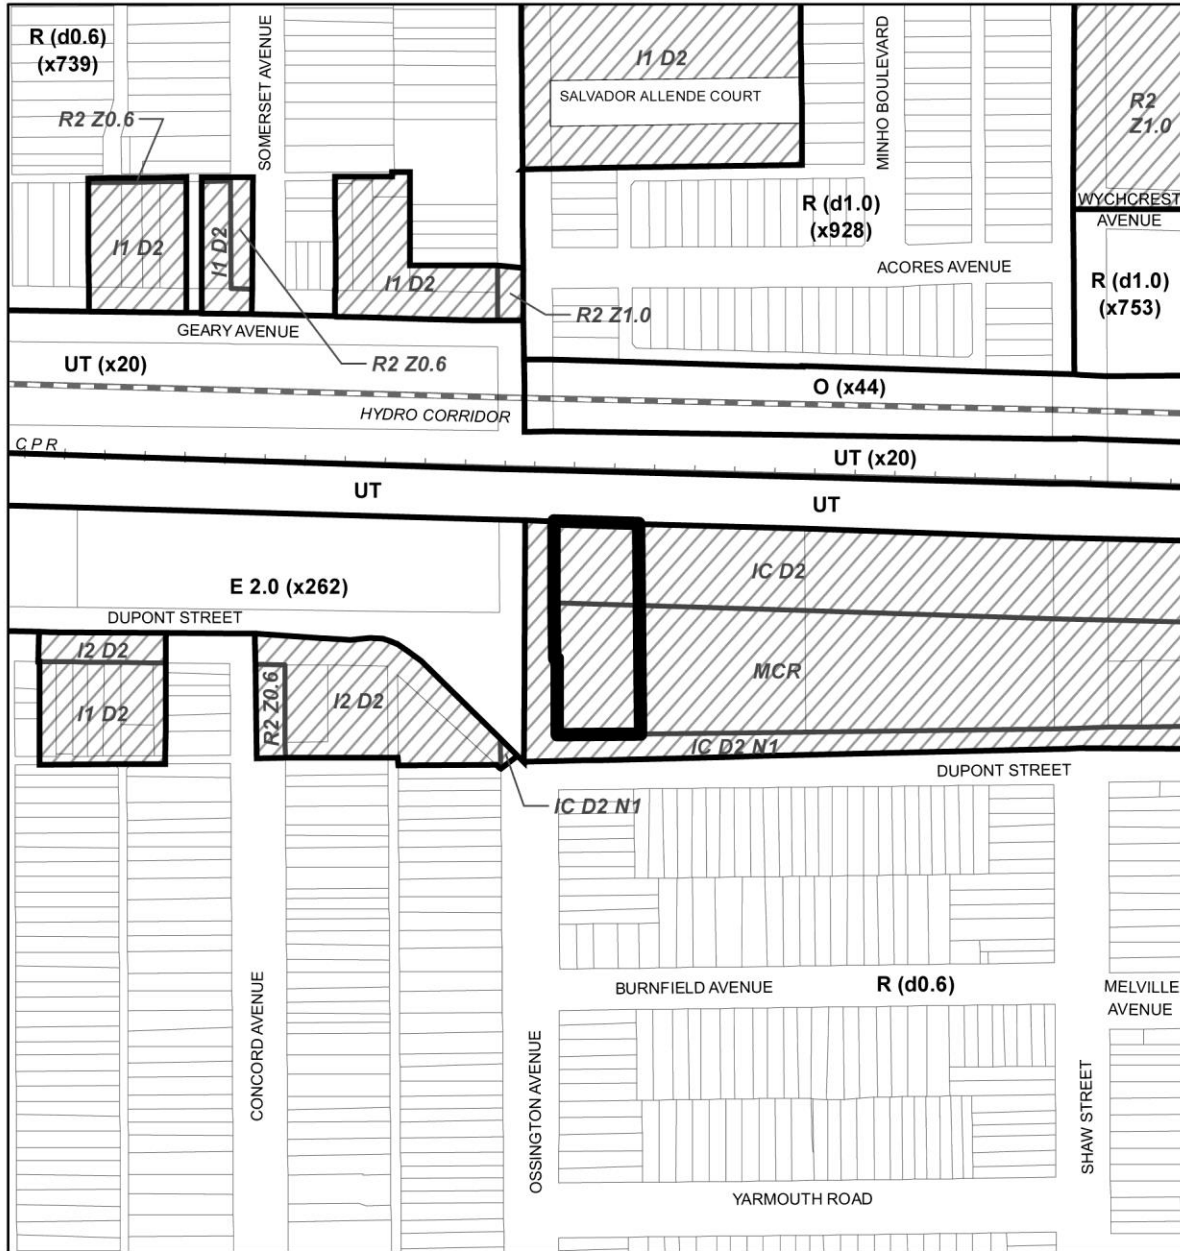 R (d0.6)
(x739)
SOMERSET AVENUE
I1 D2
SALVADOR ALLENDE COURT
MINHO BOULEVARD
R2
Z1.0
R2 Z0.6
WYCHCREST
AVENUE
R (d1.0)
(x928)
I1 D2
I1 D2
I1 D2
ACORES AVENUE
R (d1.0)
(x753)
R2 Z1.0
GEARY AVENUE
R2 Z0.6
UT (x20)
O (x44)
HYDRO CORRIDOR
CPR
UT (x20)
UT
UT
IC D2
E 2.0 (x262)
DUPONT STREET
I2 D2
MCR
R2 Z0.6
I2 D2
I1 D2
IC D2 N1
DUPONT STREET
IC D2 N1
BURNFIELD AVENUE
R (d0.6)
MELVILLE
AVENUE
CONCORD AVENUE
OSSINGTON AVENUE
SHAW STREET
YARMOUTH ROAD